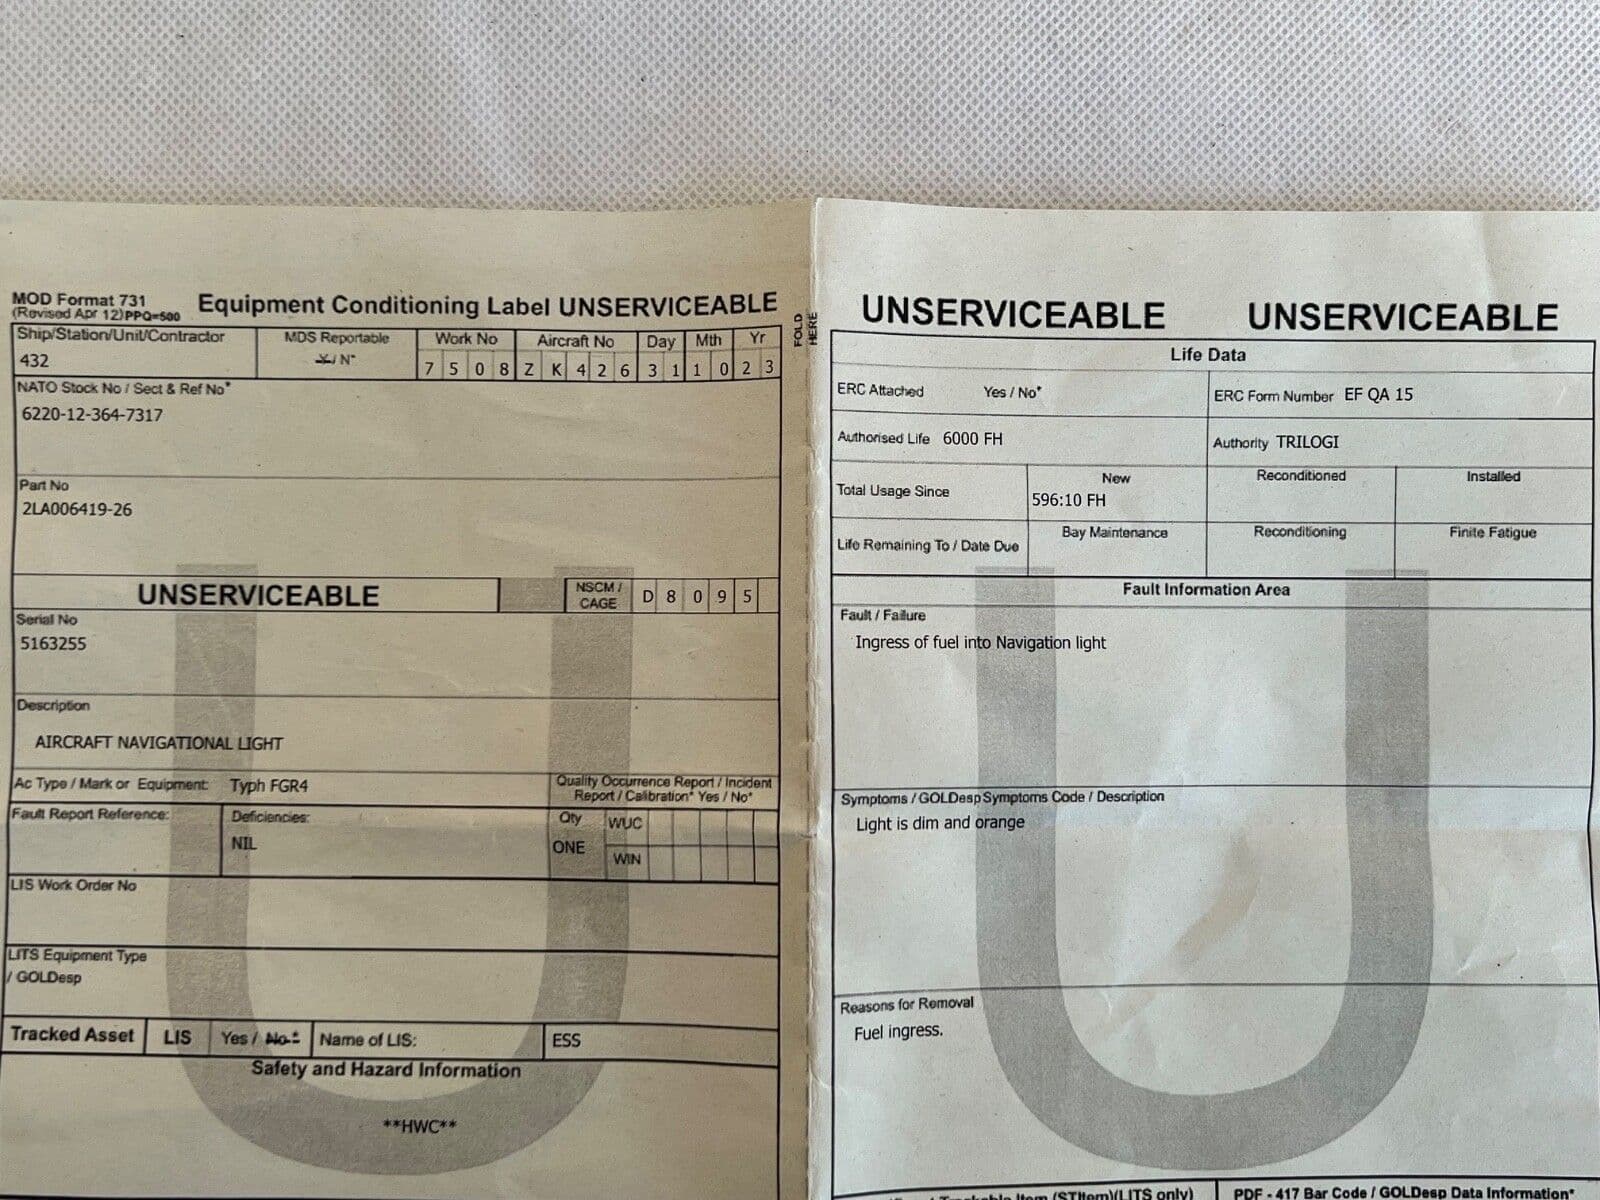 MOD Format 731
(Revised Apr 12)PPQ=500
Equipment Conditioning Label UNSERVICEABLE
Ship/Station/Unit/Contractor
432
MDS Reportable
Y/ N*
Work No
7 5 0 8
Aircraft No
Z K 4 2 6
Day
3 1
Mth
1 0
Yr
2 3
NATO Stock No / Sect & Ref No*
6220-12-364-7317
Part No
2LA006419-26
UNSERVICEABLE
NSCM /
CAGE
D 8 0 9 5
Serial No
5163255
Description
AIRCRAFT NAVIGATIONAL LIGHT
Ac Type / Mark or Equipment: Typh FGR4
Quality Occurrence Report / Incident
Report / Calibration* Yes / No*
Fault Report Reference:
Deficiencies:
NIL
Qty
ONE
WUC
WIN
LIS Work Order No
LITS Equipment Type
/ GOLDesp
Tracked Asset LIS Yes / No.* Name of LIS: ESS
Safety and Hazard Information
**HWC**
FOLD
HERE
UNSERVICEABLE UNSERVICEABLE
Life Data
ERC Attached Yes / No*
ERC Form Number EF QA 15
Authorised Life 6000 FH
Authority TRILOGI
Total Usage Since
New
596:10 FH
Reconditioned
Installed
Life Remaining To / Date Due
Bay Maintenance
Reconditioning
Finite Fatigue
Fault Information Area
Fault / Failure
Ingress of fuel into Navigation light
Symptoms / GOLDesp Symptoms Code / Description
Light is dim and orange
Reasons for Removal
Fuel ingress.
Trackable Item (STItem)(LITS only)
PDF - 417 Bar Code / GOLDesp Data Information*
U
U